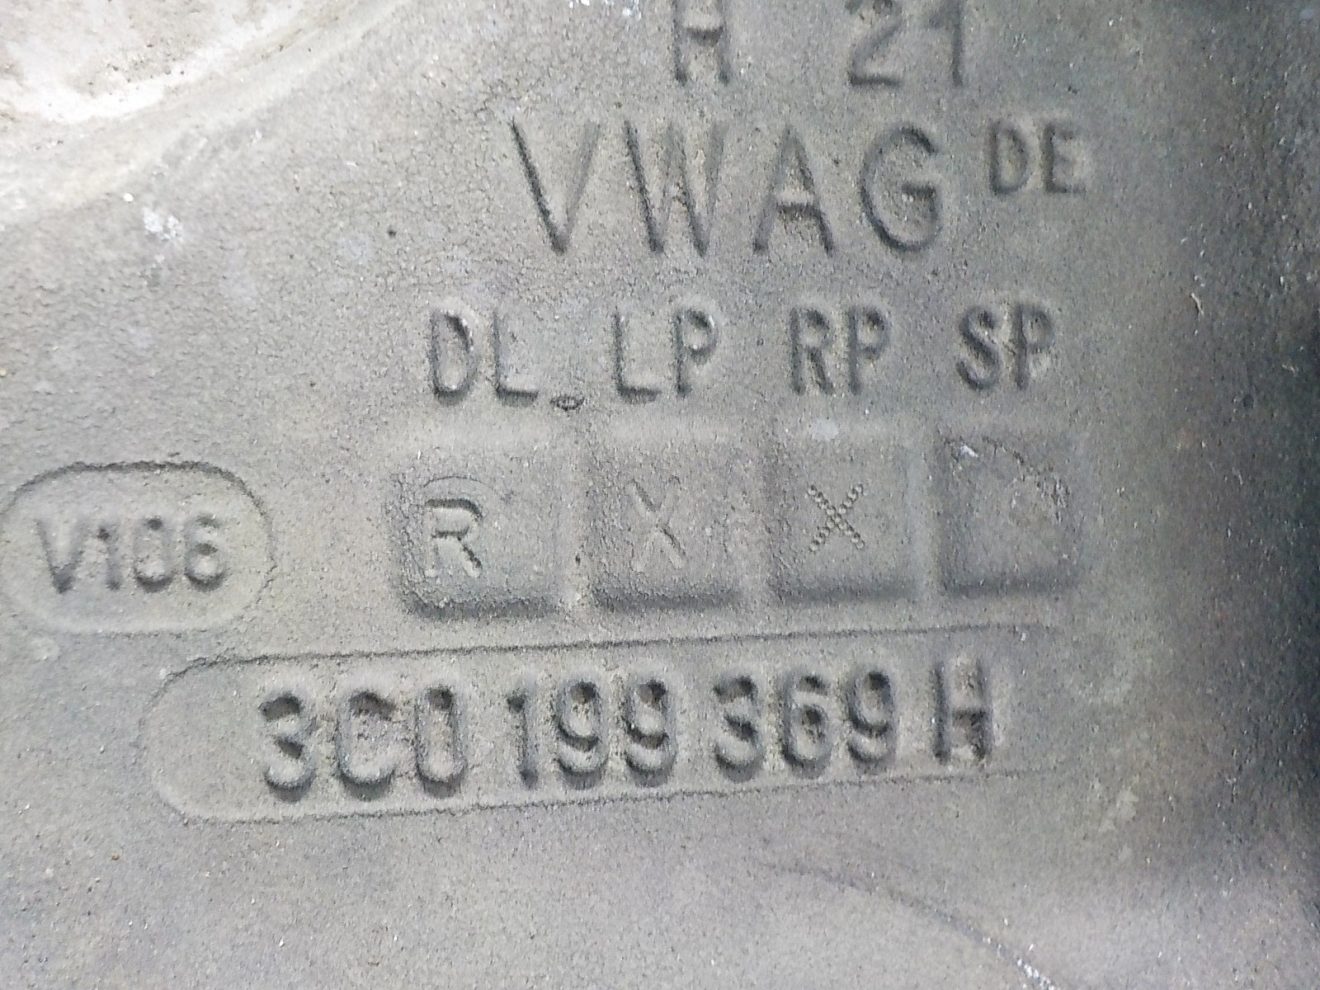 H 21
VWAG DE
DL LP RP SP
R X X
V106
3C0 199 369 H